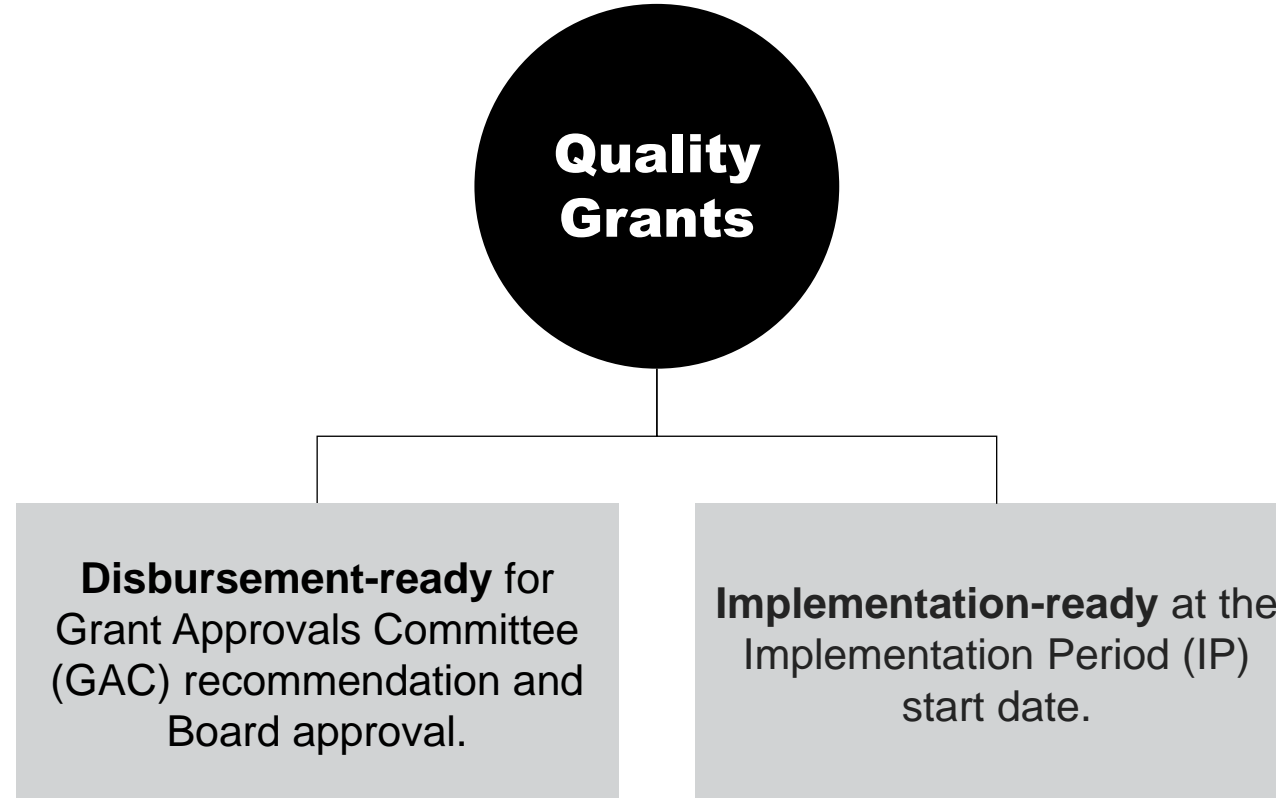 Quality
Grants
Disbursement-ready for
Grant Approvals Committee
(GAC) recommendation and
Board approval.
Implementation-ready at the
Implementation Period (IP)
start date.